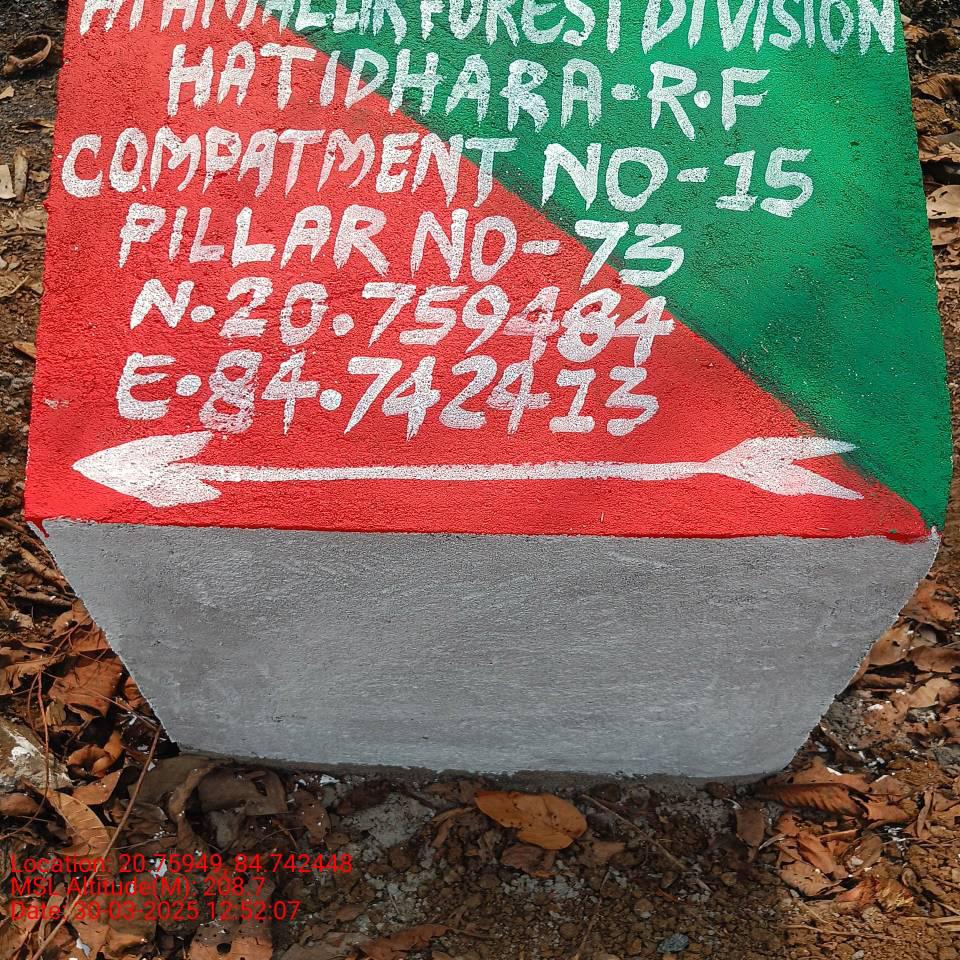 ATHMALLIK FOREST DIVISION
HATIDHARA-R.F
COMPATMENT NO-15
PILLAR NO-73
N.20.759484
E.84.742413
Location: 20.75949, 84.742448
MSL Altitude(M): 208.7
Date: 30-03-2025 12:52:07